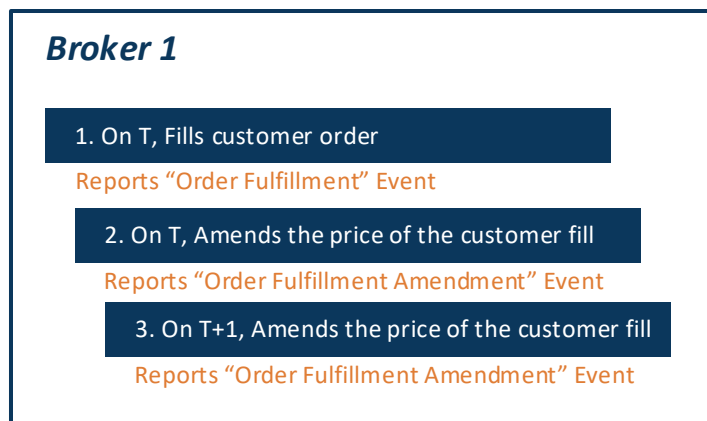 Broker 1
1. On T, Fills customer order
Reports “Order Fulfillment” Event
2. On T, Amends the price of the customer fill
Reports “Order Fulfillment Amendment” Event
3. On T+1, Amends the price of the customer fill
Reports “Order Fulfillment Amendment” Event